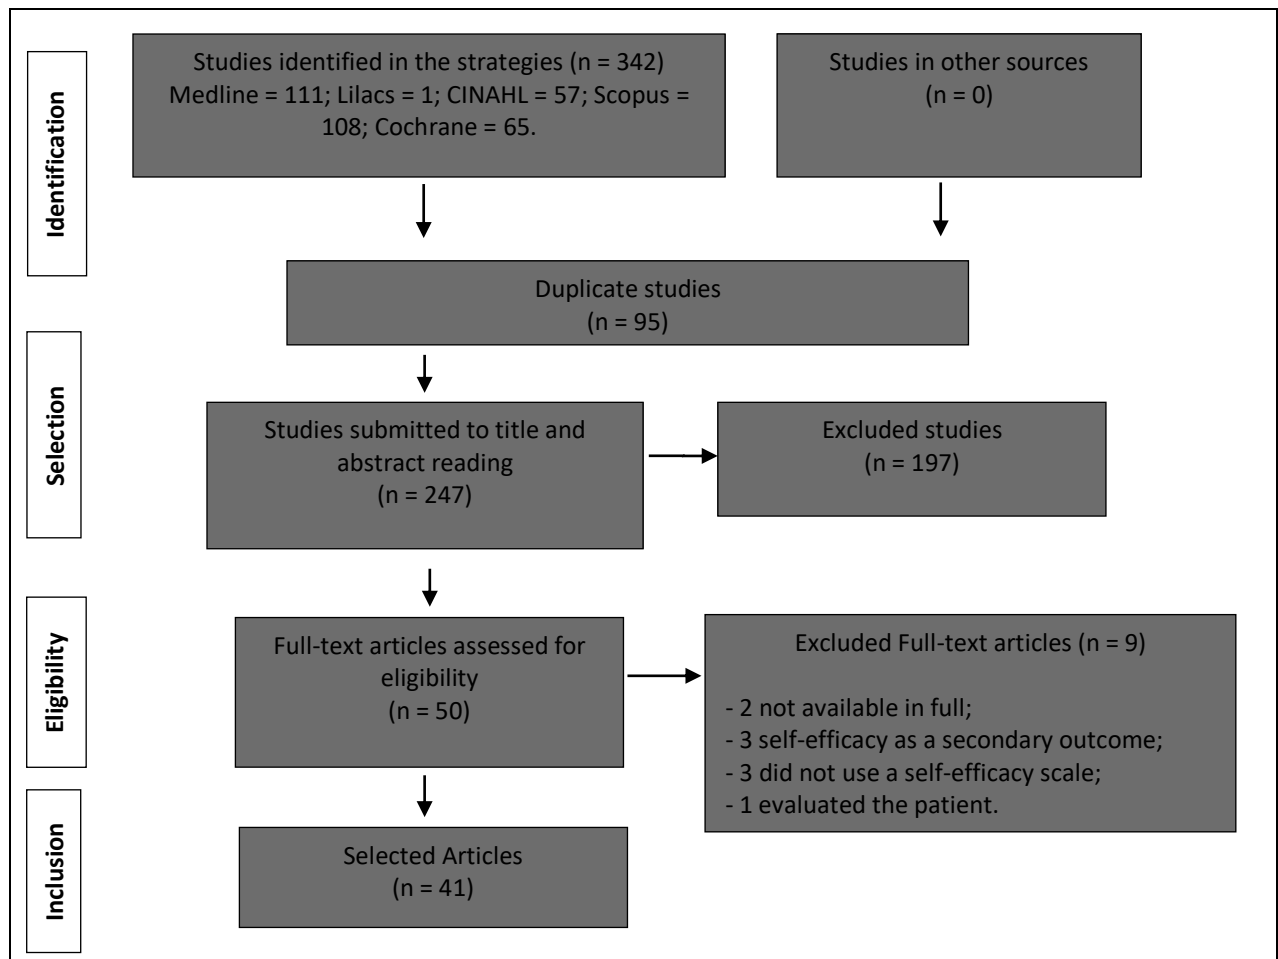 Identification
Studies identified in the strategies (n = 342)
Medline = 111; Lilacs = 1; CINAHL = 57; Scopus =
108; Cochrane = 65.
Studies in other sources
(n = 0)
Duplicate studies
(n = 95)
Selection
Studies submitted to title and
abstract reading
(n = 247)
Excluded studies
(n = 197)
Eligibility
Full-text articles assessed for
eligibility
(n = 50)
Excluded Full-text articles (n = 9)
- 2 not available in full;
- 3 self-efficacy as a secondary outcome;
- 3 did not use a self-efficacy scale;
- 1 evaluated the patient.
Inclusion
Selected Articles
(n = 41)